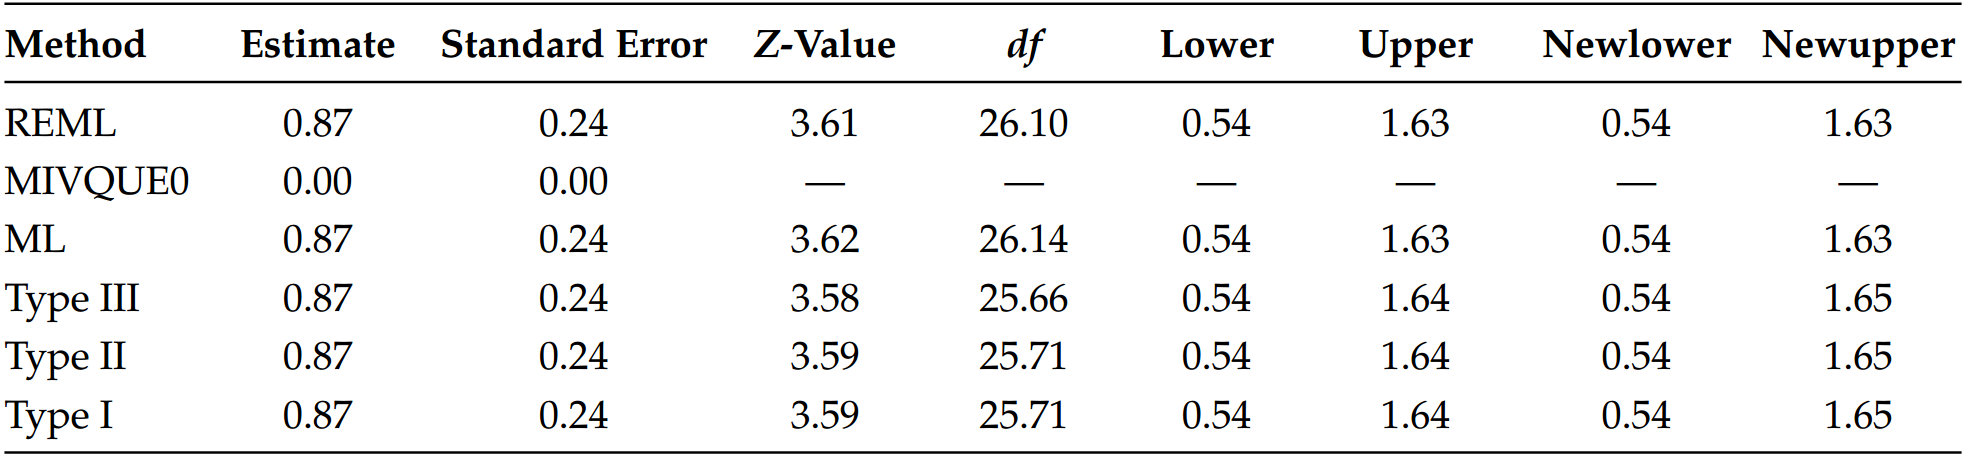 Method Estimate Standard Error Z-Value df Lower Upper Newlower Newupper
REML 0.87 0.24 3.61 26.10 0.54 1.63 0.54 1.63
MIVQUE0 0.00 0.00 — — — — — —
ML 0.87 0.24 3.62 26.14 0.54 1.63 0.54 1.63
Type III 0.87 0.24 3.58 25.66 0.54 1.64 0.54 1.65
Type II 0.87 0.24 3.59 25.71 0.54 1.64 0.54 1.65
Type I 0.87 0.24 3.59 25.71 0.54 1.64 0.54 1.65